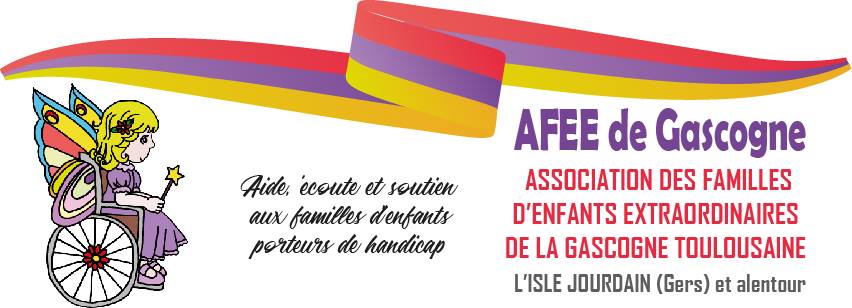 AFEE de Gascogne
ASSOCIATION DES FAMILLES
D'ENFANTS EXTRAORDINAIRES
DE LA GASCOGNE TOULOUSAINE
L'ISLE JOURDAIN (Gers) et alentour
Aide, écoute et soutien
aux familles d'enfants
porteurs de handicap